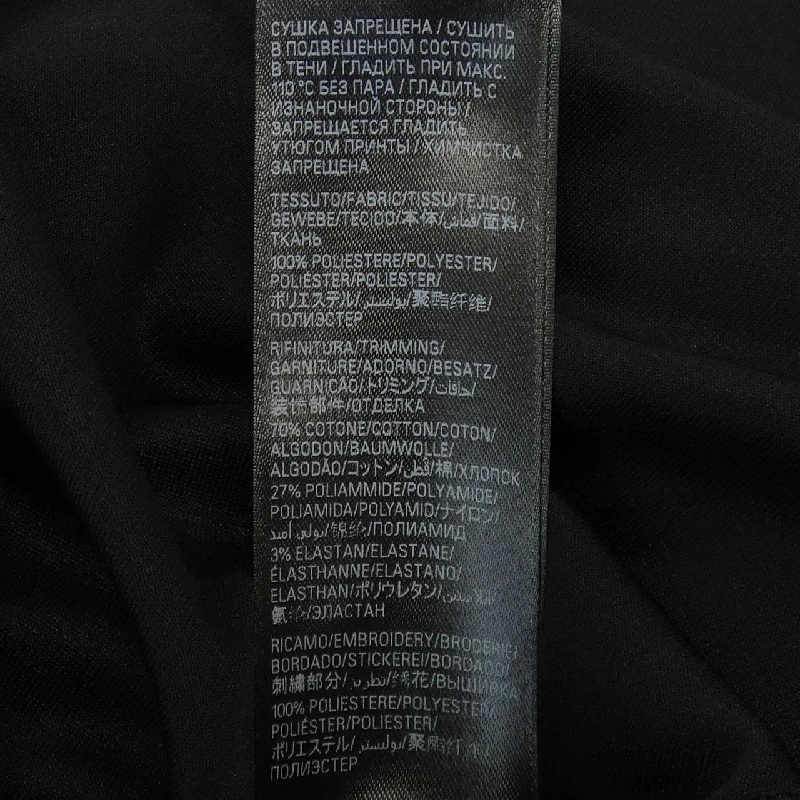 СУШКА ЗАПРЕЩЕНА / СУШИТЬ
В ПОДВЕШЕННОМ СОСТОЯНИИ
В ТЕНИ / ГЛАДИТЬ ПРИ МАКС.
110 °C БЕЗ ПАРА / ГЛАДИТЬ С
ИЗНАНОЧНОЙ СТОРОНЫ /
ЗАПРЕЩАЕТСЯ ГЛАДИТЬ
УТЮГОМ ПРИНТЫ / ХИМЧИСТКА
ЗАПРЕЩЕНА
TESSUTO/FABRIC/TISSU/TEJIDO/
GEWEBE/TECIDO/本体/قماش/面料/
ТКАНЬ
100% POLIESTERE/POLYESTER/
POLIÉSTER/POLIESTER/
ポリエステル/بوليستر/聚酯纤维/
ПОЛИЭСТЕР
RIFINITURA/TRIMMING/
GARNITURE/ADORNO/BESATZ/
GUARNIÇÃO/トリミング/حافات/
装饰部件/ОТДЕЛКА
70% COTONE/COTTON/COTON/
ALGODON/BAUMWOLLE/
ALGODÃO/コットン/قطن/棉/ХЛОПОК
27% POLIAMMIDE/POLYAMIDE/
POLIAMIDA/POLYAMID/ナイロン/
بولي أميد/锦纶/ПОЛИАМИД
3% ELASTAN/ELASTANE/
ÉLASTHANNE/ELASTANO/
ELASTHAN/ポリウレタン/
氨纶/ЭЛАСТАН
RICAMO/EMBROIDERY/BRODERIE/
BORDADO/STICKEREI/BORDADO/
刺繍部分/تطريز/绣花/ВЫШИВКА
100% POLIESTERE/POLYESTER/
POLIÉSTER/POLIESTER/
ポリエステル/بوليستر/聚酯纤维/
ПОЛИЭСТЕР